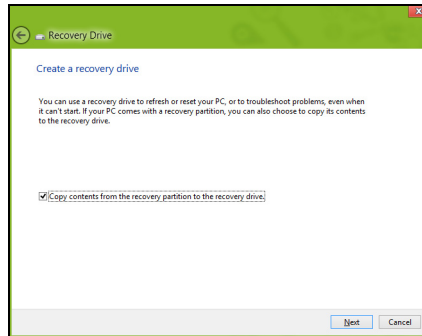 Recovery Drive
Create a recovery drive
You can use a recovery drive to refresh or reset your PC, or to troubleshoot problems, even when
it can't start. If your PC comes with a recovery partition, you can also choose to copy its contents
to the recovery drive.
Copy contents from the recovery partition to the recovery drive.
Next Cancel